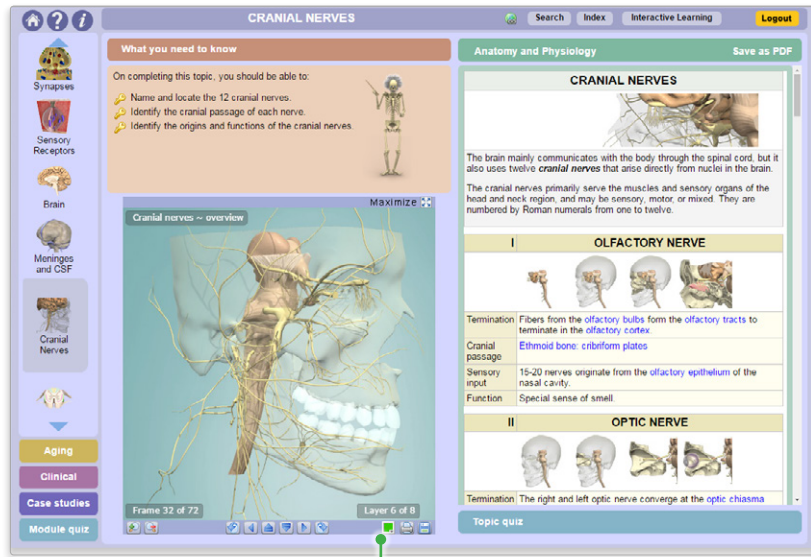 CRANIAL NERVES
Search
Index
Interactive Learning
Logout
Synapses
Sensory
Receptors
Brain
Meninges
and CSF
Cranial
Nerves
Aging
Clinical
Case studies
Module quiz
What you need to know
On completing this topic, you should be able to:
Name and locate the 12 cranial nerves.
Identify the cranial passage of each nerve.
Identify the origins and functions of the cranial nerves.
Maximize
Cranial nerves ~ overview
Frame 32 of 72
Layer 6 of 8
Anatomy and Physiology
Save as PDF
CRANIAL NERVES
The brain mainly communicates with the body through the spinal cord, but it
also uses twelve cranial nerves that arise directly from nuclei in the brain.
The cranial nerves primarily serve the muscles and sensory organs of the
head and neck region, and may be sensory, motor, or mixed. They are
numbered by Roman numerals from one to twelve.
I OLFACTORY NERVE
Termination Fibers from the olfactory bulbs form the olfactory tracts to
terminate in the olfactory cortex.
Cranial
passage Ethmoid bone: cribriform plates
Sensory
input 15-20 nerves originate from the olfactory epithelium of the
nasal cavity.
Function Special sense of smell.
II OPTIC NERVE
Termination The right and left optic nerve converge at the optic chiasma
Topic quiz